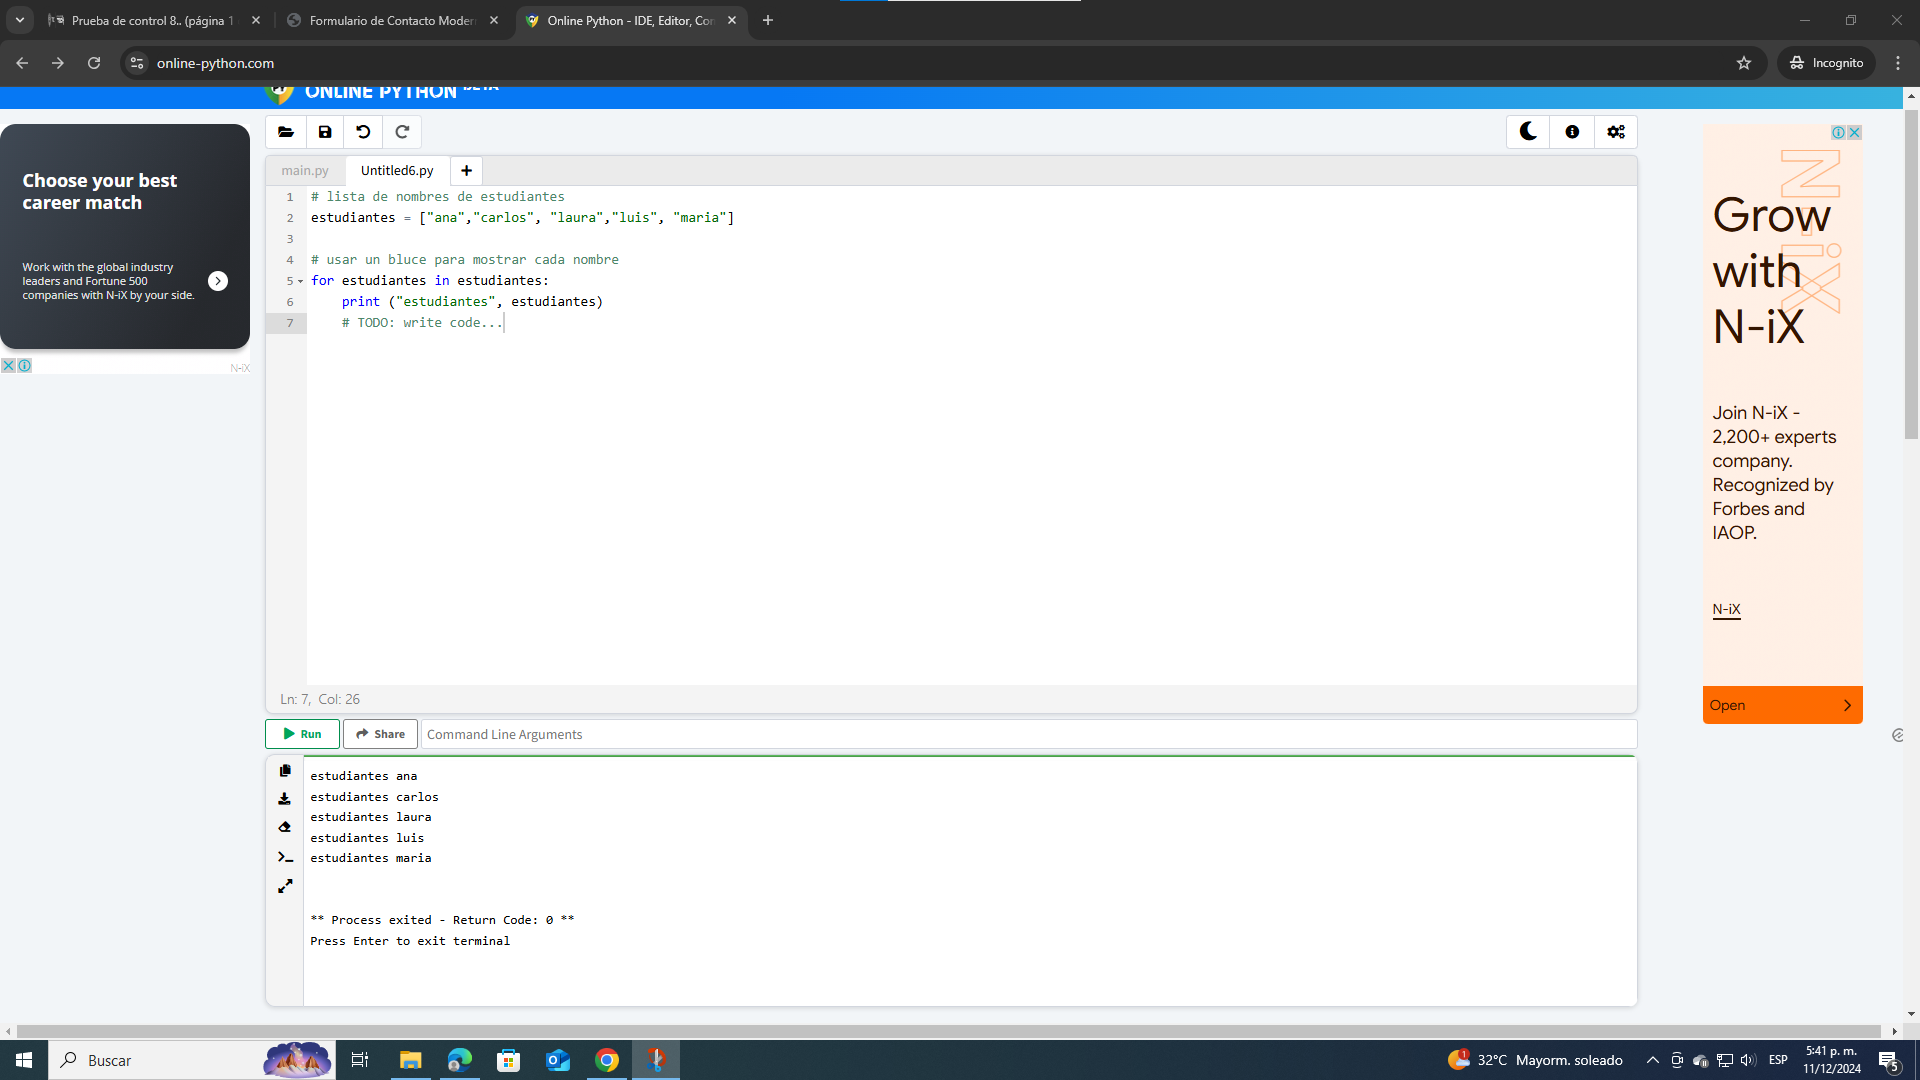 Prueba de control 8.. (página 1
Formulario de Contacto Moder
Online Python - IDE, Editor, Con
online-python.com
Incognito
ONLINE PYTHON BETA
Choose your best
career match
Work with the global industry
leaders and Fortune 500
companies with N-iX by your side.
N-iX
main.py
Untitled6.py
+
1 # lista de nombres de estudiantes
2 estudiantes = ["ana","carlos", "laura","luis", "maria"]
3
4 # usar un bluce para mostrar cada nombre
5 for estudiantes in estudiantes:
6 print ("estudiantes", estudiantes)
7 # TODO: write code...
Ln: 7, Col: 26
Run
Share
Command Line Arguments
estudiantes ana
estudiantes carlos
estudiantes laura
estudiantes luis
estudiantes maria
** Process exited - Return Code: 0 **
Press Enter to exit terminal
N-iX
Grow
with
N-iX
Join N-iX -
2,200+ experts
company.
Recognized by
Forbes and
IAOP.
N-iX
Open
Buscar
1
32°C Mayorm. soleado
ESP
5:41 p. m.
11/12/2024
5